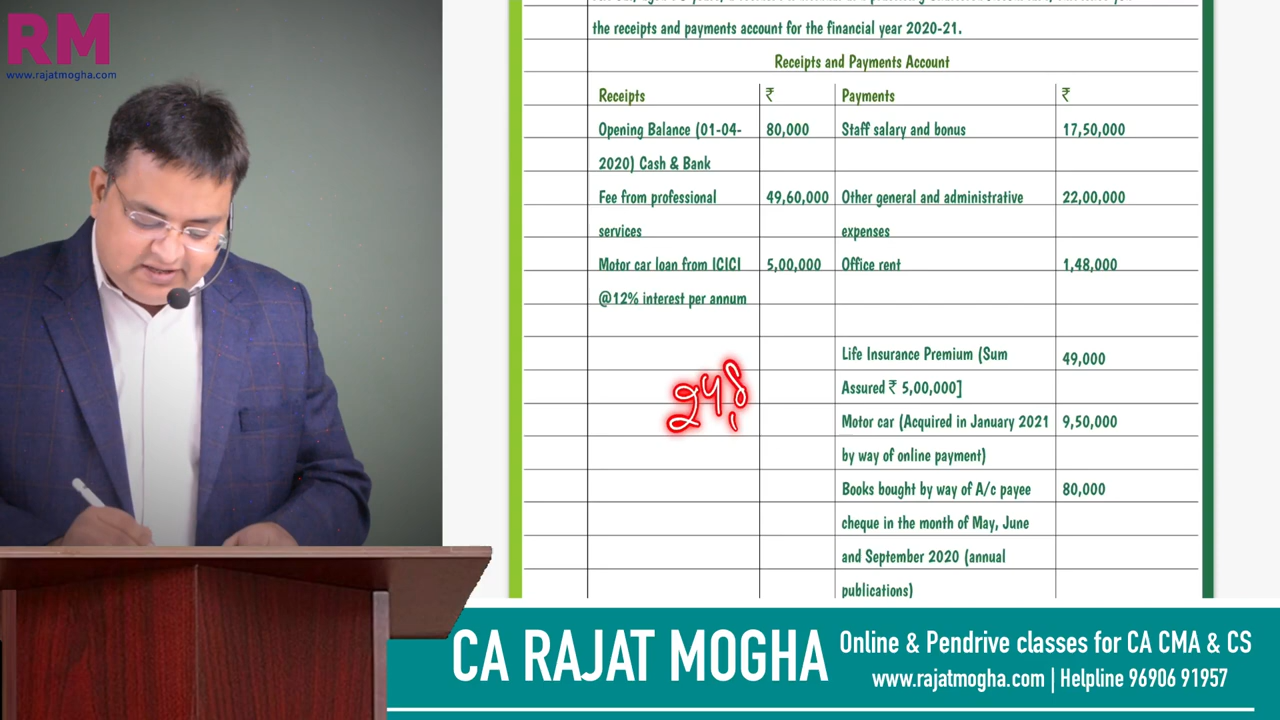 RM
www.rajatmogha.com
the receipts and payments account for the financial year 2020-21.
Receipts and Payments Account
Receipts ₹ Payments ₹
Opening Balance (01-04- 80,000 Staff salary and bonus 17,50,000
2020) Cash & Bank
Fee from professional 49,60,000 Other general and administrative 22,00,000
services expenses
Motor car loan from ICICI 5,00,000 Office rent 1,48,000
@12% interest per annum
Life Insurance Premium (Sum 49,000
Assured ₹ 5,00,000]
Motor car (Acquired in January 2021 9,50,000
by way of online payment)
Books bought by way of A/c payee 80,000
cheque in the month of May, June
and September 2020 (annual
publications)
CA RAJAT MOGHA
Online & Pendrive classes for CA CMA & CS
www.rajatmogha.com | Helpline 96906 91957